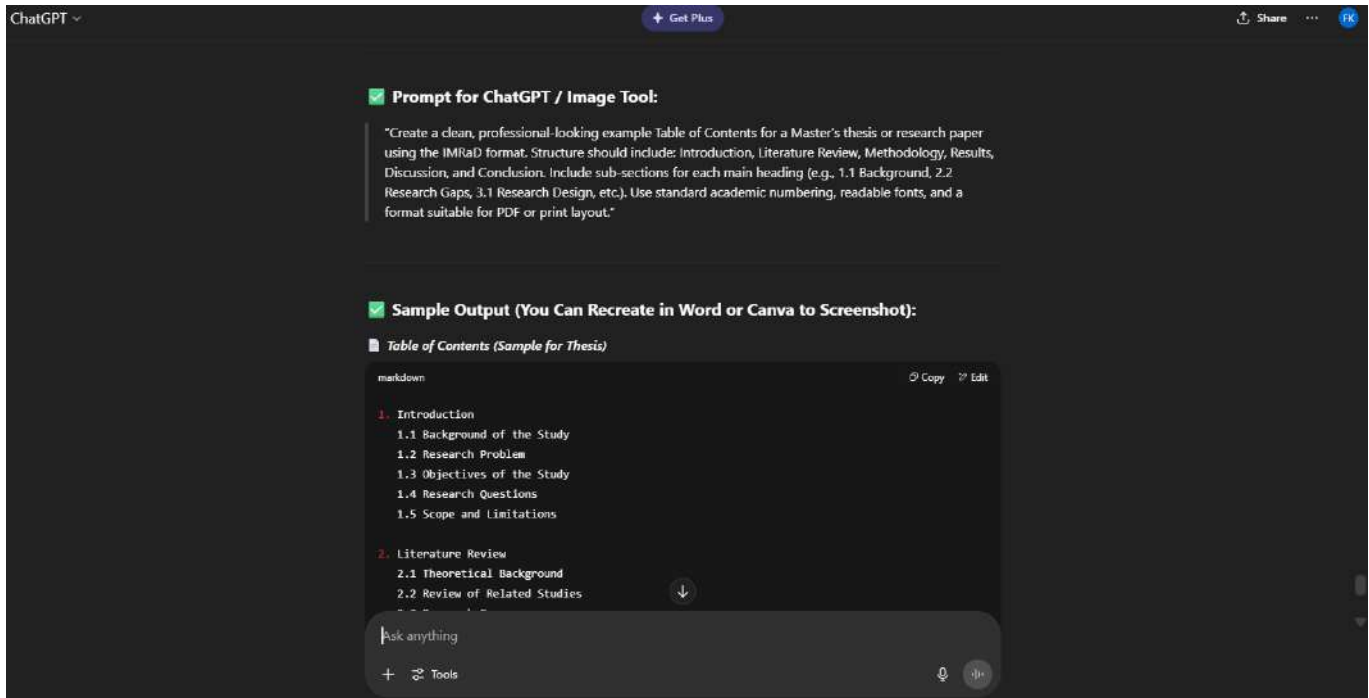 ChatGPT
Get Plus
Share
FK
Prompt for ChatGPT / Image Tool:
"Create a clean, professional-looking example Table of Contents for a Master's thesis or research paper
using the IMRaD format. Structure should include: Introduction, Literature Review, Methodology, Results,
Discussion, and Conclusion. Include sub-sections for each main heading (e.g., 1.1 Background, 2.2
Research Gaps, 3.1 Research Design, etc.). Use standard academic numbering, readable fonts, and a
format suitable for PDF or print layout."
Sample Output (You Can Recreate in Word or Canva to Screenshot):
Table of Contents (Sample for Thesis)
markdown
Copy
Edit
1. Introduction
1.1 Background of the Study
1.2 Research Problem
1.3 Objectives of the Study
1.4 Research Questions
1.5 Scope and Limitations
2. Literature Review
2.1 Theoretical Background
2.2 Review of Related Studies
Ask anything
Tools